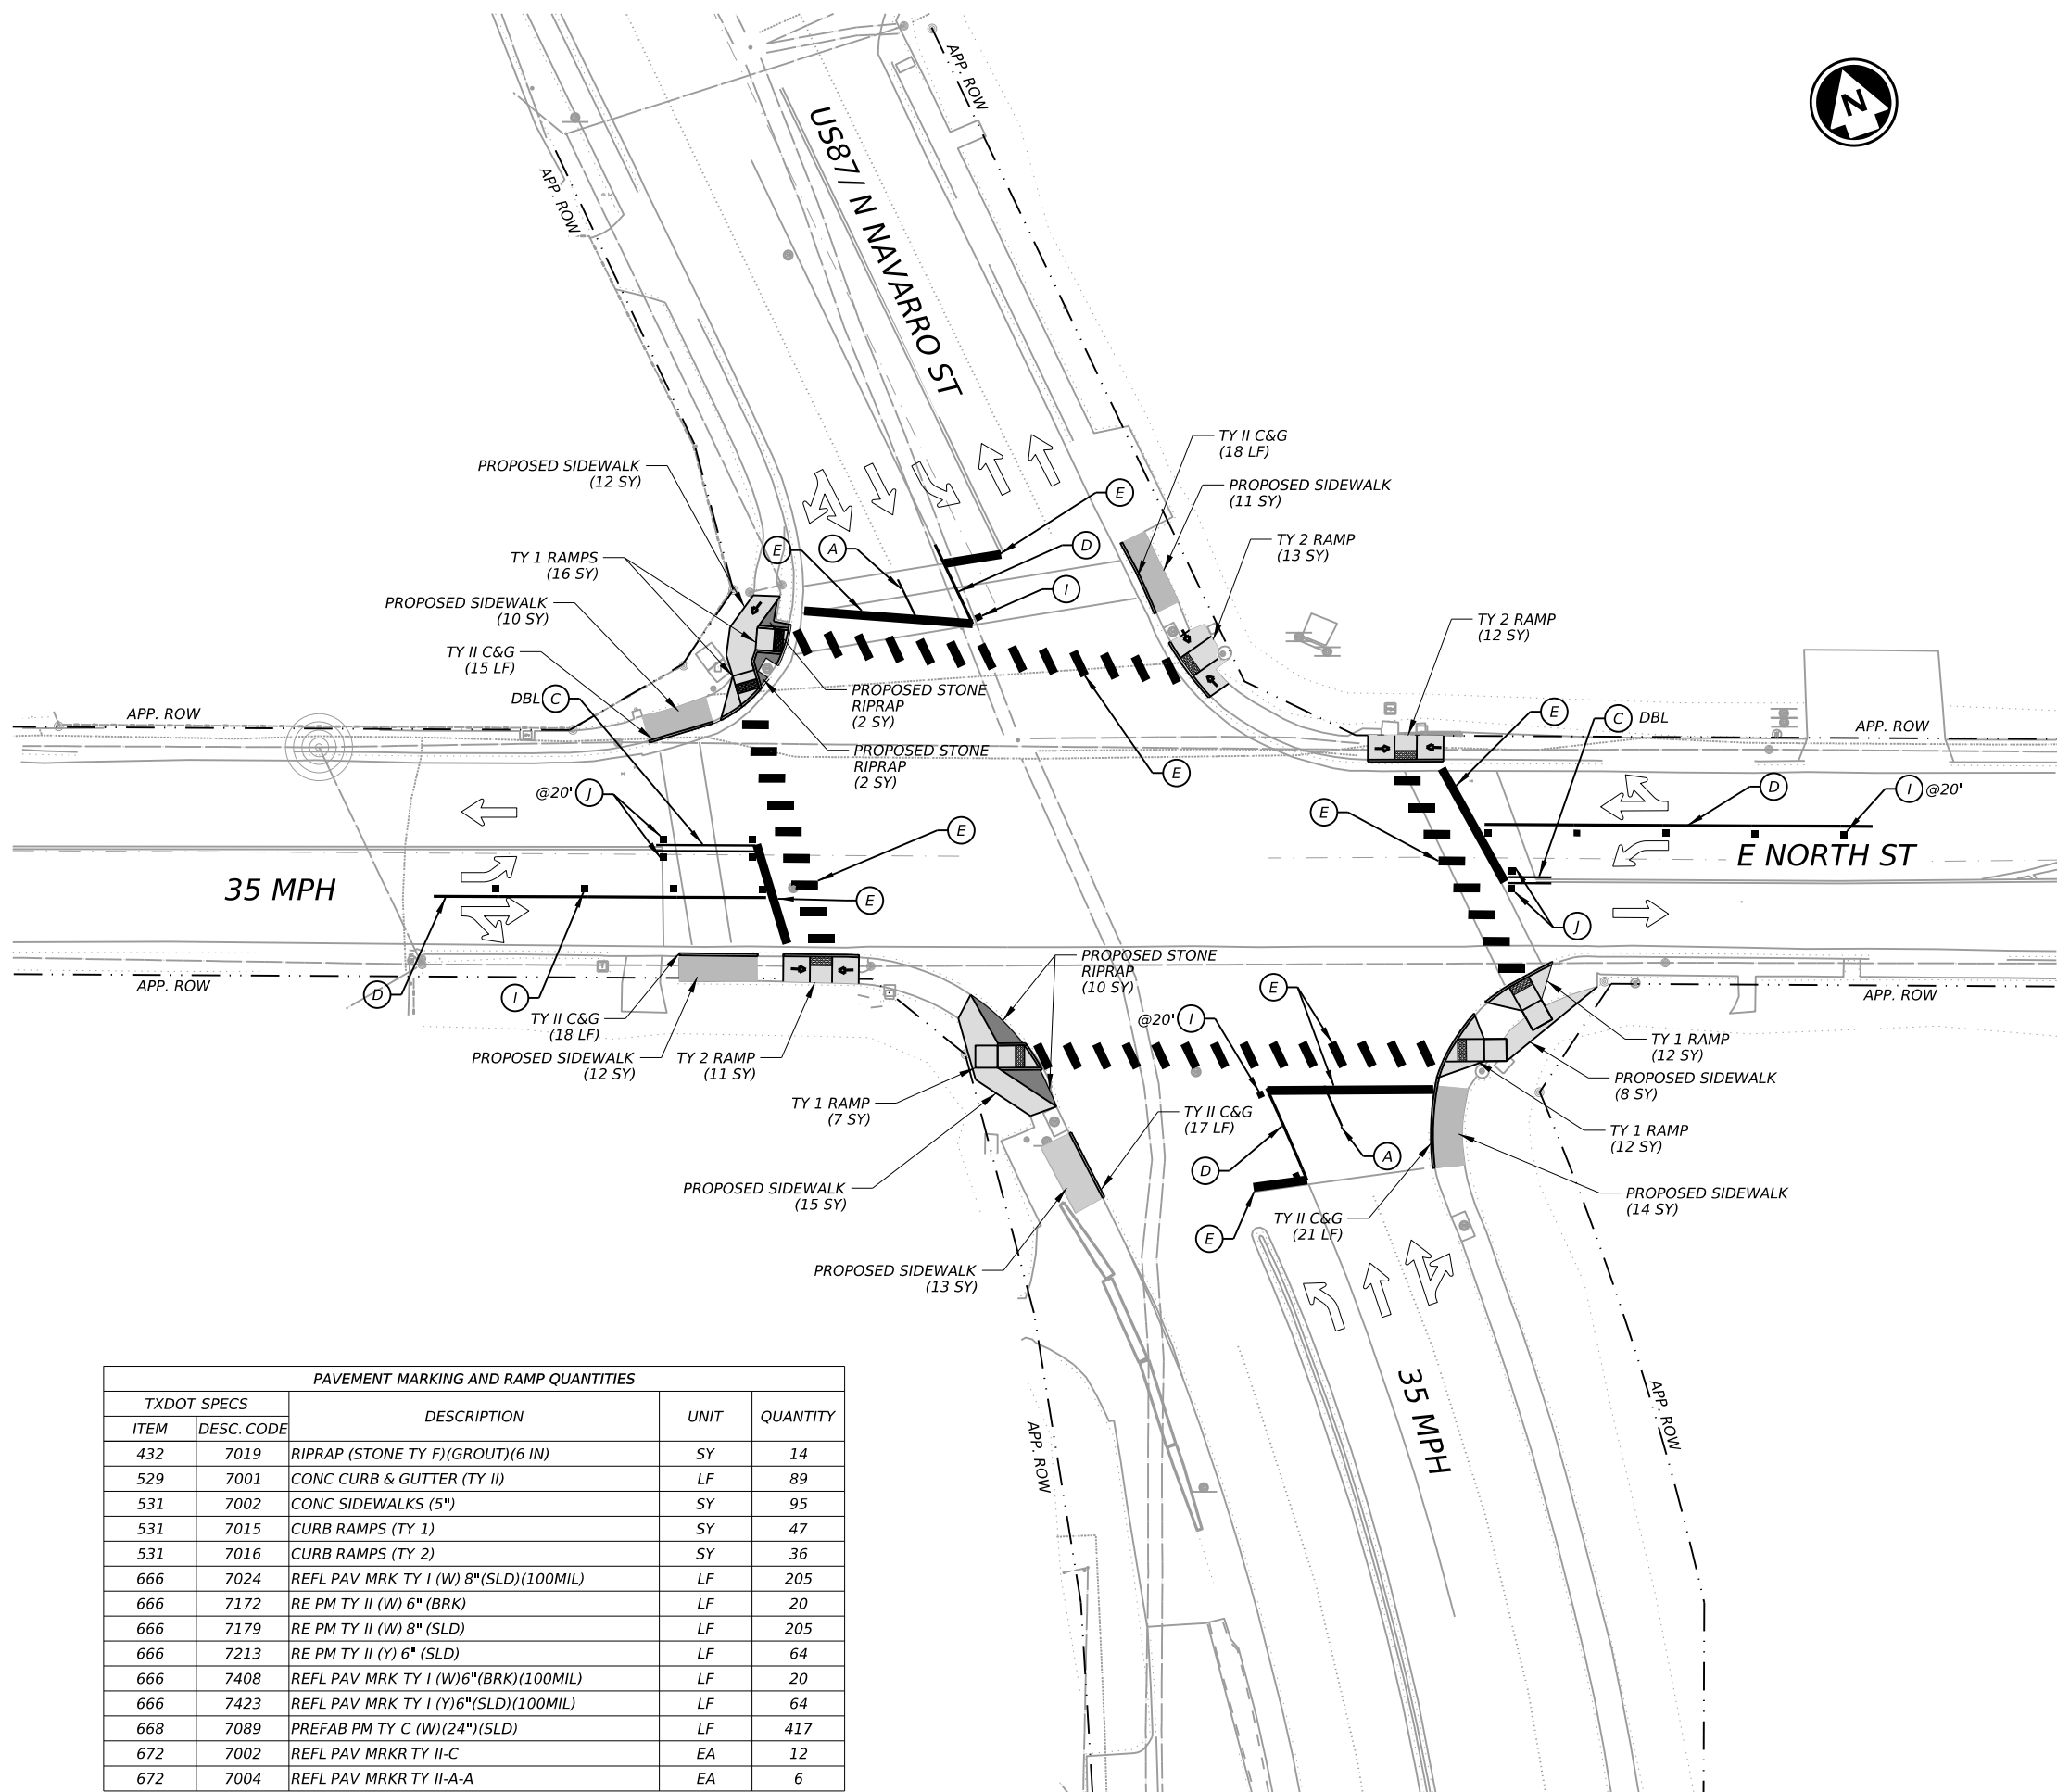 N
APP. ROW
US87/ N NAVARRO ST
APP. ROW
TY II C&G
(18 LF)
PROPOSED SIDEWALK
(12 SY)
PROPOSED SIDEWALK
(11 SY)
E
TY 2 RAMP
(13 SY)
E
A
D
TY 1 RAMPS
(16 SY)
I
PROPOSED SIDEWALK
(10 SY)
TY 2 RAMP
(12 SY)
TY II C&G
(15 LF)
DBL C
PROPOSED STONE
RIPRAP
(2 SY)
APP. ROW
E
C DBL
APP. ROW
PROPOSED STONE
RIPRAP
(2 SY)
E
@20' J
D
I @20'
E
E
E NORTH ST
35 MPH
E
J
PROPOSED STONE
RIPRAP
(10 SY)
APP. ROW
D
I
E
APP. ROW
TY II C&G
(18 LF)
@20' I
PROPOSED SIDEWALK
(12 SY)
TY 2 RAMP
(11 SY)
TY 1 RAMP
(12 SY)
PROPOSED SIDEWALK
(8 SY)
TY 1 RAMP
(7 SY)
TY II C&G
(17 LF)
TY 1 RAMP
(12 SY)
A
D
PROPOSED SIDEWALK
(15 SY)
PROPOSED SIDEWALK
(14 SY)
E
TY II C&G
(21 LF)
PROPOSED SIDEWALK
(13 SY)
35 MPH
APP. ROW
APP. ROW
PAVEMENT MARKING AND RAMP QUANTITIES
TXDOT SPECS DESCRIPTION UNIT QUANTITY
ITEM DESC. CODE
432 7019 RIPRAP (STONE TY F)(GROUT)(6 IN) SY 14
529 7001 CONC CURB & GUTTER (TY II) LF 89
531 7002 CONC SIDEWALKS (5") SY 95
531 7015 CURB RAMPS (TY 1) SY 47
531 7016 CURB RAMPS (TY 2) SY 36
666 7024 REFL PAV MRK TY I (W) 8"(SLD)(100MIL) LF 205
666 7172 RE PM TY II (W) 6" (BRK) LF 20
666 7179 RE PM TY II (W) 8" (SLD) LF 205
666 7213 RE PM TY II (Y) 6" (SLD) LF 64
666 7408 REFL PAV MRK TY I (W)6"(BRK)(100MIL) LF 20
666 7423 REFL PAV MRK TY I (Y)6"(SLD)(100MIL) LF 64
668 7089 PREFAB PM TY C (W)(24")(SLD) LF 417
672 7002 REFL PAV MRKR TY II-C EA 12
672 7004 REFL PAV MRKR TY II-A-A EA 6